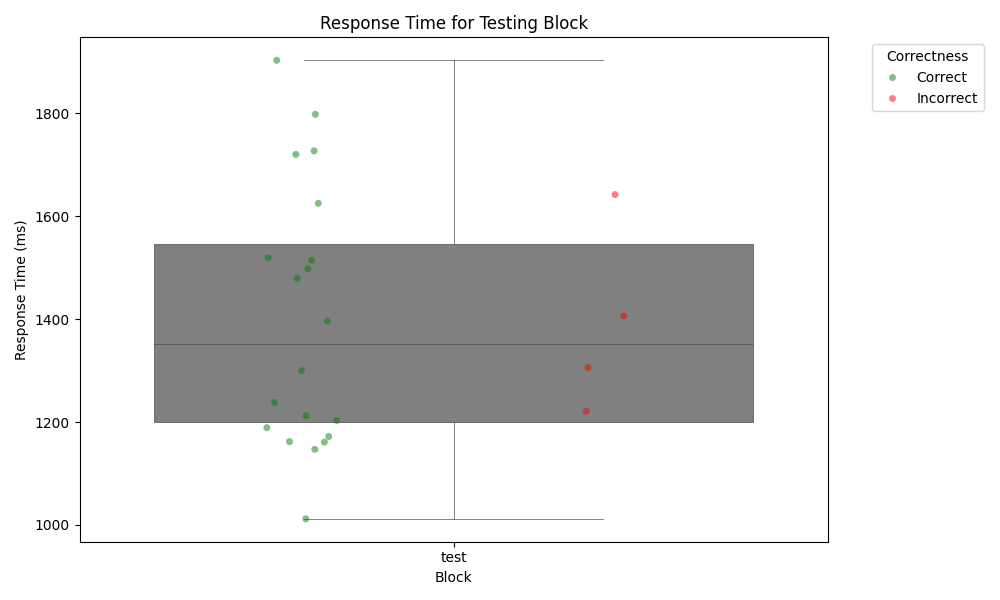 Response Time for Testing Block
Correctness
Correct
Incorrect
Response Time (ms)
1800
1600
1400
1200
1000
test
Block